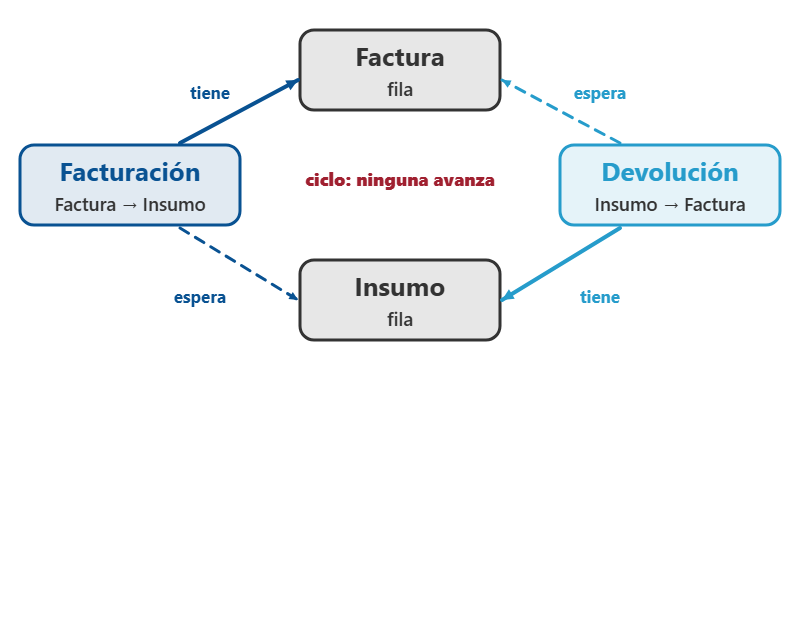 Factura
fila
tiene
espera
Facturación
Factura → Insumo
ciclo: ninguna avanza
Devolución
Insumo → Factura
Insumo
fila
espera
tiene